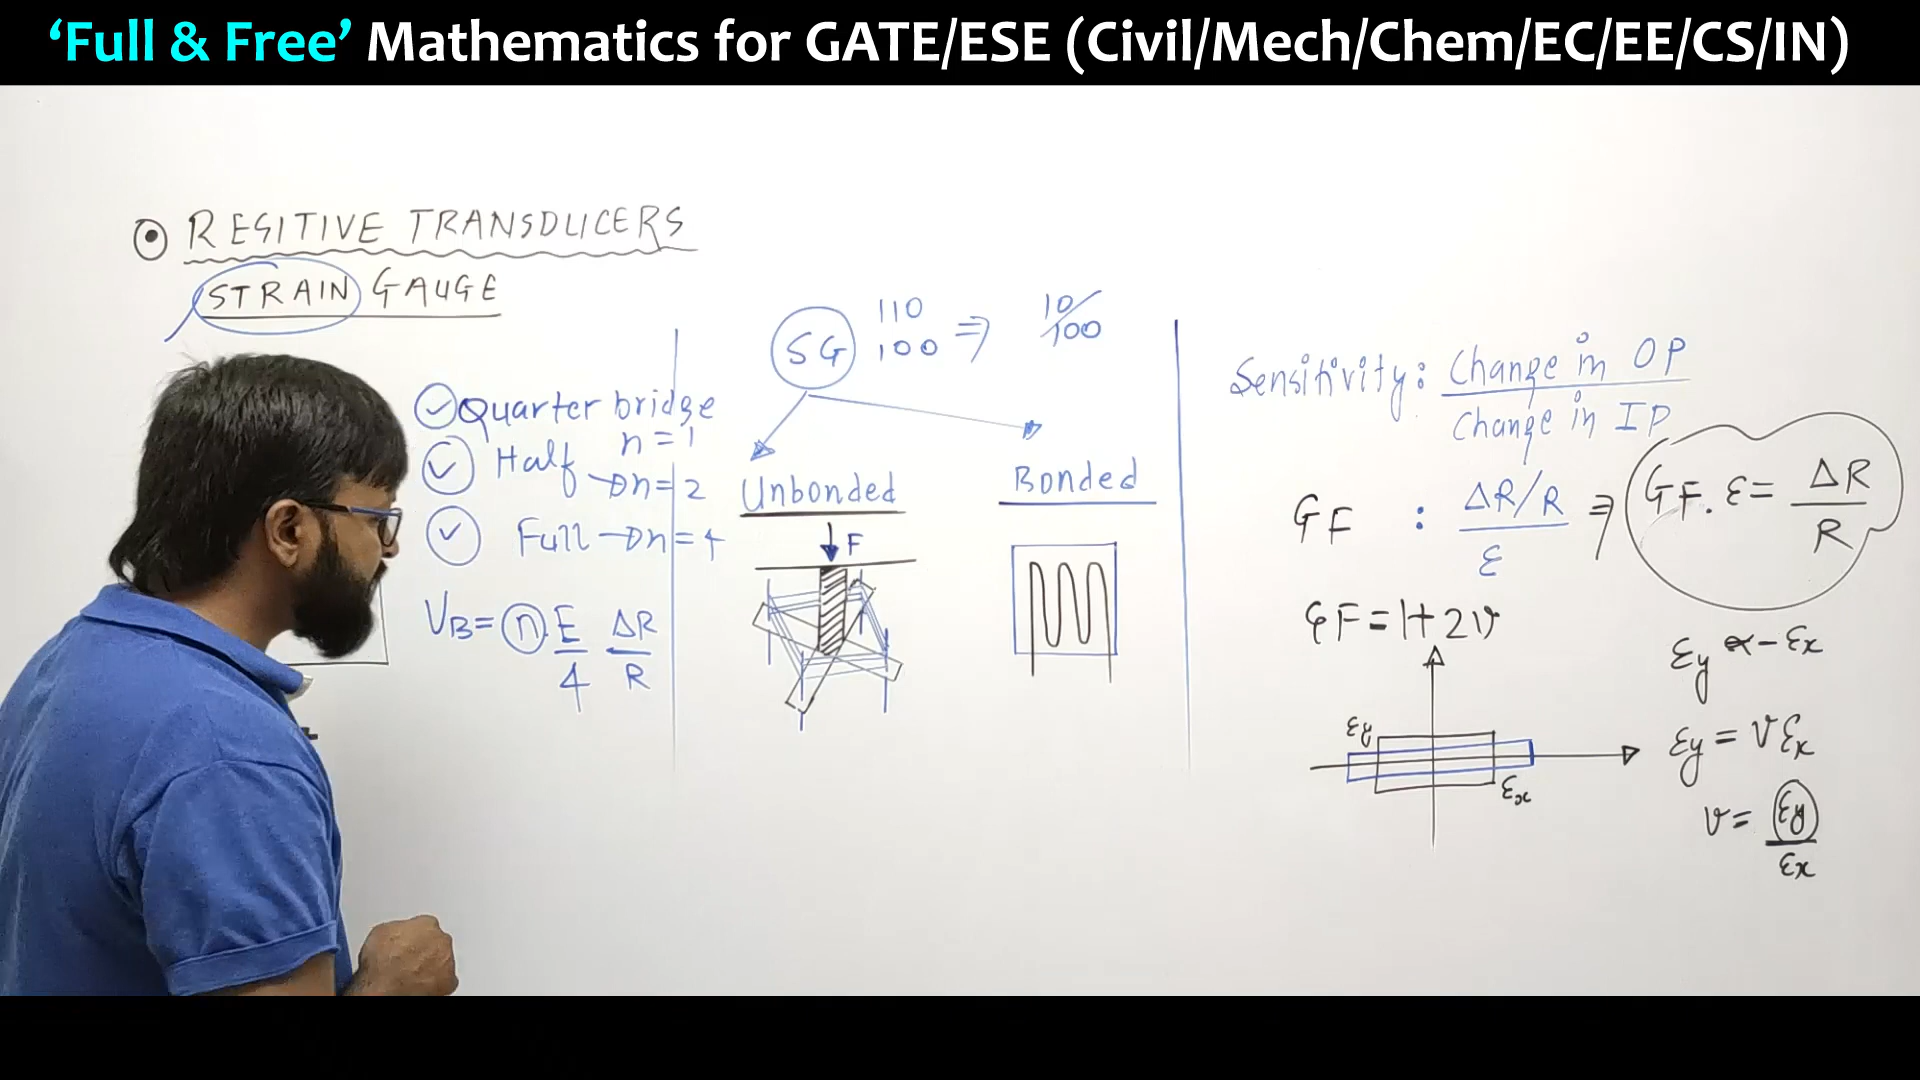 ‘Full & Free’ Mathematics for GATE/ESE (Civil/Mech/Chem/EC/EE/CS/IN)
RESITIVE TRANSDUCERS
STRAIN GAUGE
Quarter bridge
n = 1
Half → n = 2
Full → n = 4
V_B = n . E/4 ΔR/R
SG 110/100 ⇒ 10/100
Unbonded
F
Bonded
Sensitivity : Change in OP / Change in IP
GF : ΔR/R / ε ⇒ GF . ε = ΔR/R
GF = 1 + 2ν
εy
εx
εy ∝ - εx
εy = ν εx
ν = εy / εx